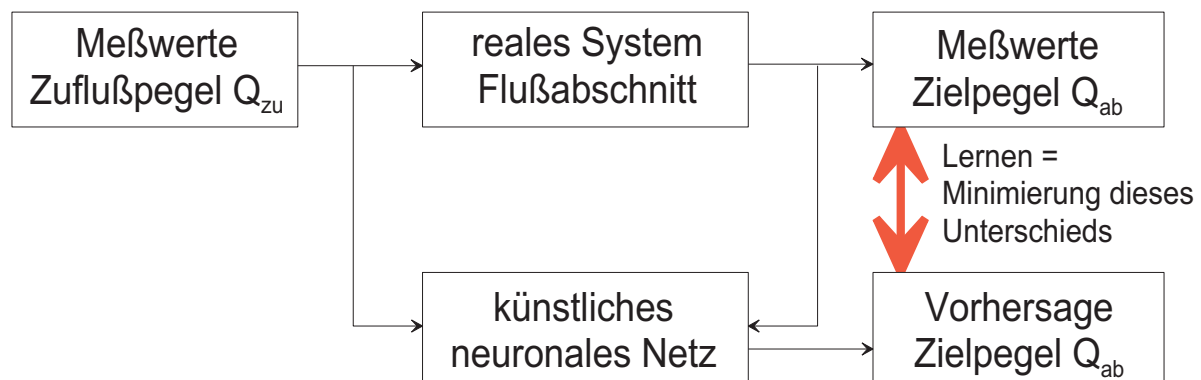 Meßwerte
Zuflußpegel Qzu
reales System
Flußabschnitt
Meßwerte
Zielpegel Qab
Lernen =
Minimierung dieses
Unterschieds
künstliches
neuronales Netz
Vorhersage
Zielpegel Qab